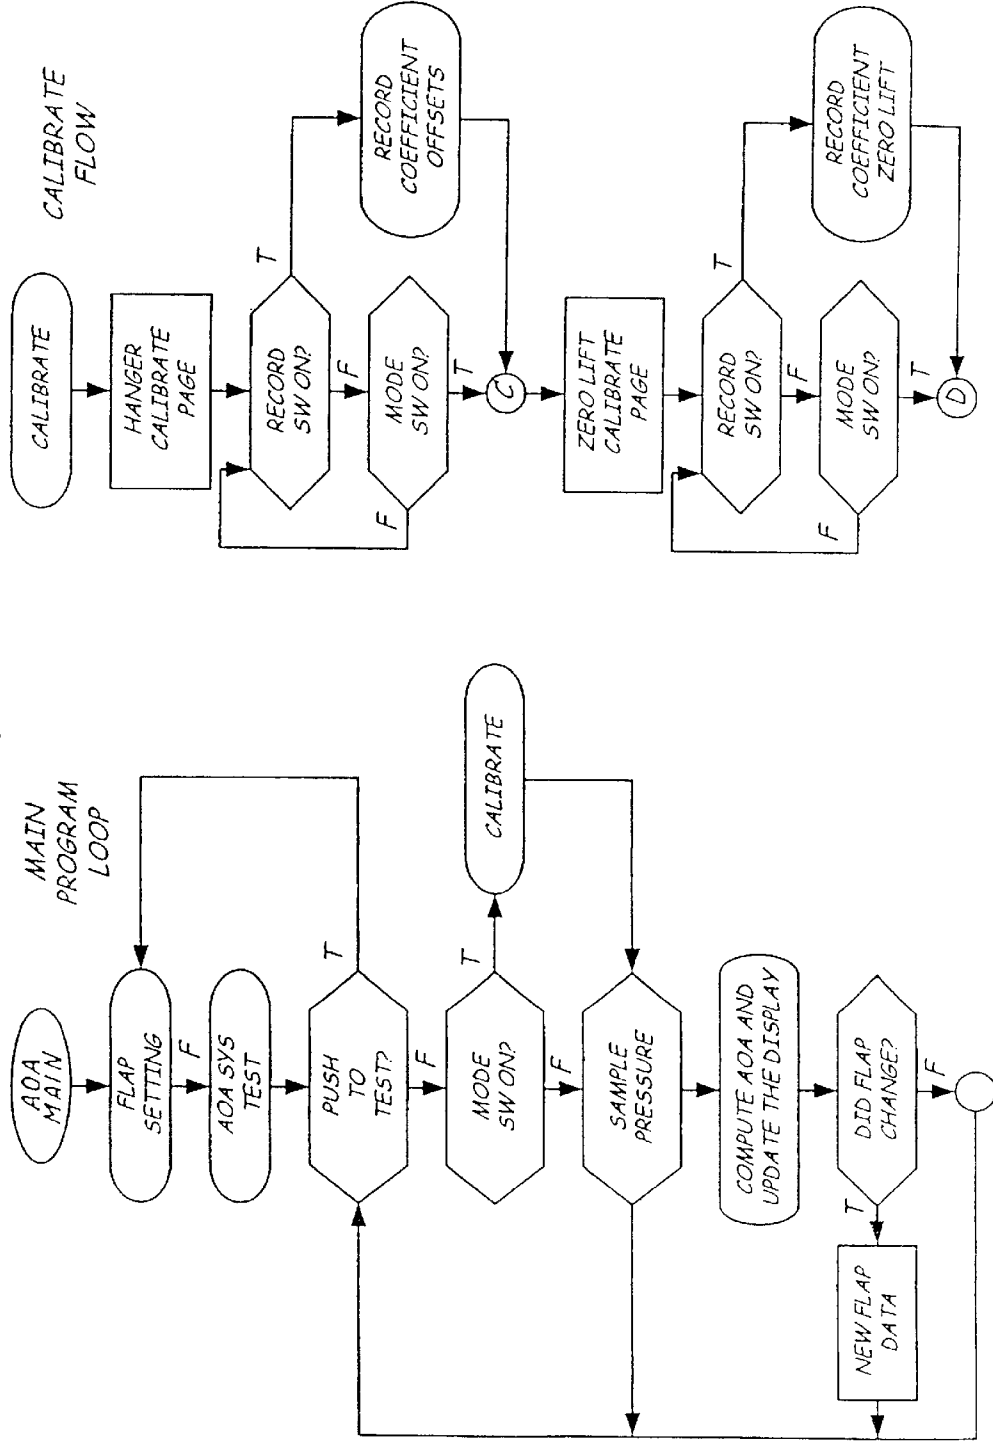 MAIN
PROGRAM
LOOP
AOA
MAIN
FLAP
SETTING
F
AOA SYS
TEST
PUSH
TO
TEST?
T
F
MODE
SW ON?
T
CALIBRATE
F
SAMPLE
PRESSURE
COMPUTE AOA AND
UPDATE THE DISPLAY
DID FLAP
CHANGE?
T
F
NEW FLAP
DATA
CALIBRATE
FLOW
CALIBRATE
HANGER
CALIBRATE
PAGE
RECORD
SW ON?
T
RECORD
COEFFICIENT
OFFSETS
F
MODE
SW ON?
F
T
C
ZERO LIFT
CALIBRATE
PAGE
RECORD
SW ON?
T
RECORD
COEFFICIENT
ZERO LIFT
F
MODE
SW ON?
F
T
D